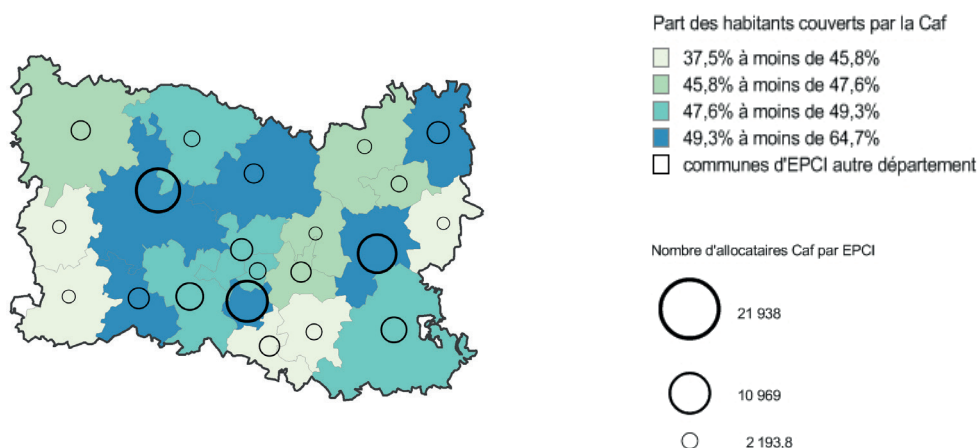 Part des habitants couverts par la Caf
37,5% à moins de 45,8%
45,8% à moins de 47,6%
47,6% à moins de 49,3%
49,3% à moins de 64,7%
communes d'EPCI autre département
Nombre d'allocataires Caf par EPCI
21 938
10 969
2 193,8